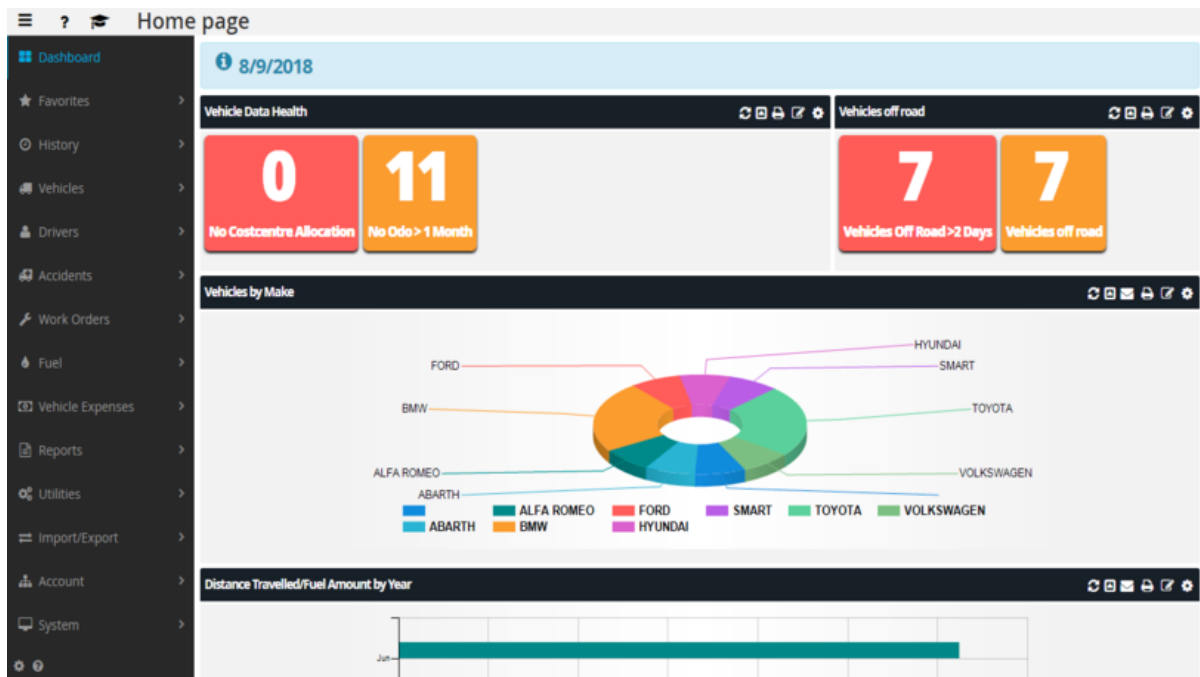 ? Home page
Dashboard
Favorites
History
Vehicles
Drivers
Accidents
Work Orders
Fuel
Vehicle Expenses
Reports
Utilities
Import/Export
Account
System
8/9/2018
Vehicle Data Health
0
No Costcentre Allocation
11
No Odo > 1 Month
Vehicles off road
7
Vehicles Off Road >2 Days
7
Vehicles off road
Vehicles by Make
HYUNDAI
FORD
SMART
BMW
TOYOTA
ALFA ROMEO
VOLKSWAGEN
ABARTH
ALFA ROMEO FORD SMART TOYOTA VOLKSWAGEN
ABARTH BMW HYUNDAI
Distance Travelled/Fuel Amount by Year
Jun